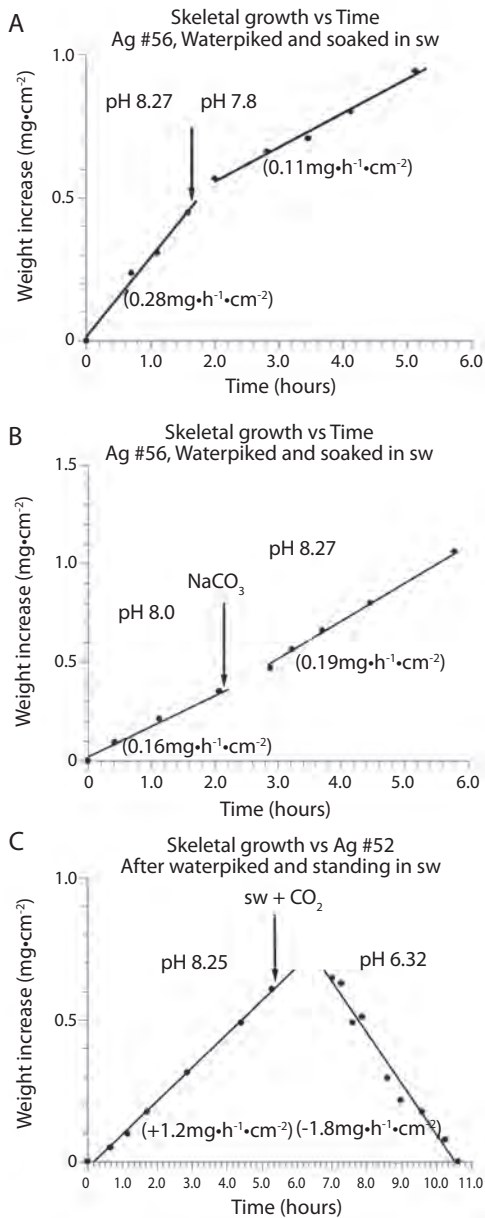 A
Skeletal growth vs Time
Ag #56, Waterpiked and soaked in sw
1.0
pH 8.27 pH 7.8
0.5
(0.11mg•h⁻¹•cm⁻²)
(0.28mg•h⁻¹•cm⁻²)
0
0 1.0 2.0 3.0 4.0 5.0 6.0
Weight increase (mg•cm⁻²)
Time (hours)
B
Skeletal growth vs Time
Ag #56, Waterpiked and soaked in sw
1.5
pH 8.27
1.0
NaCO₃
pH 8.0
0.5
(0.19mg•h⁻¹•cm⁻²)
(0.16mg•h⁻¹•cm⁻²)
0
0 1.0 2.0 3.0 4.0 5.0 6.0
Weight increase (mg•cm⁻²)
Time (hours)
C
Skeletal growth vs Ag #52
After waterpiked and standing in sw
1.0
sw + CO₂
pH 8.25 pH 6.32
0.5
(+1.2mg•h⁻¹•cm⁻²) (-1.8mg•h⁻¹•cm⁻²)
0
0 1.0 2.0 3.0 4.0 5.0 6.0 7.0 8.0 9.0 10.0 11.0
Weight increase (mg•cm⁻²)
Time (hours)